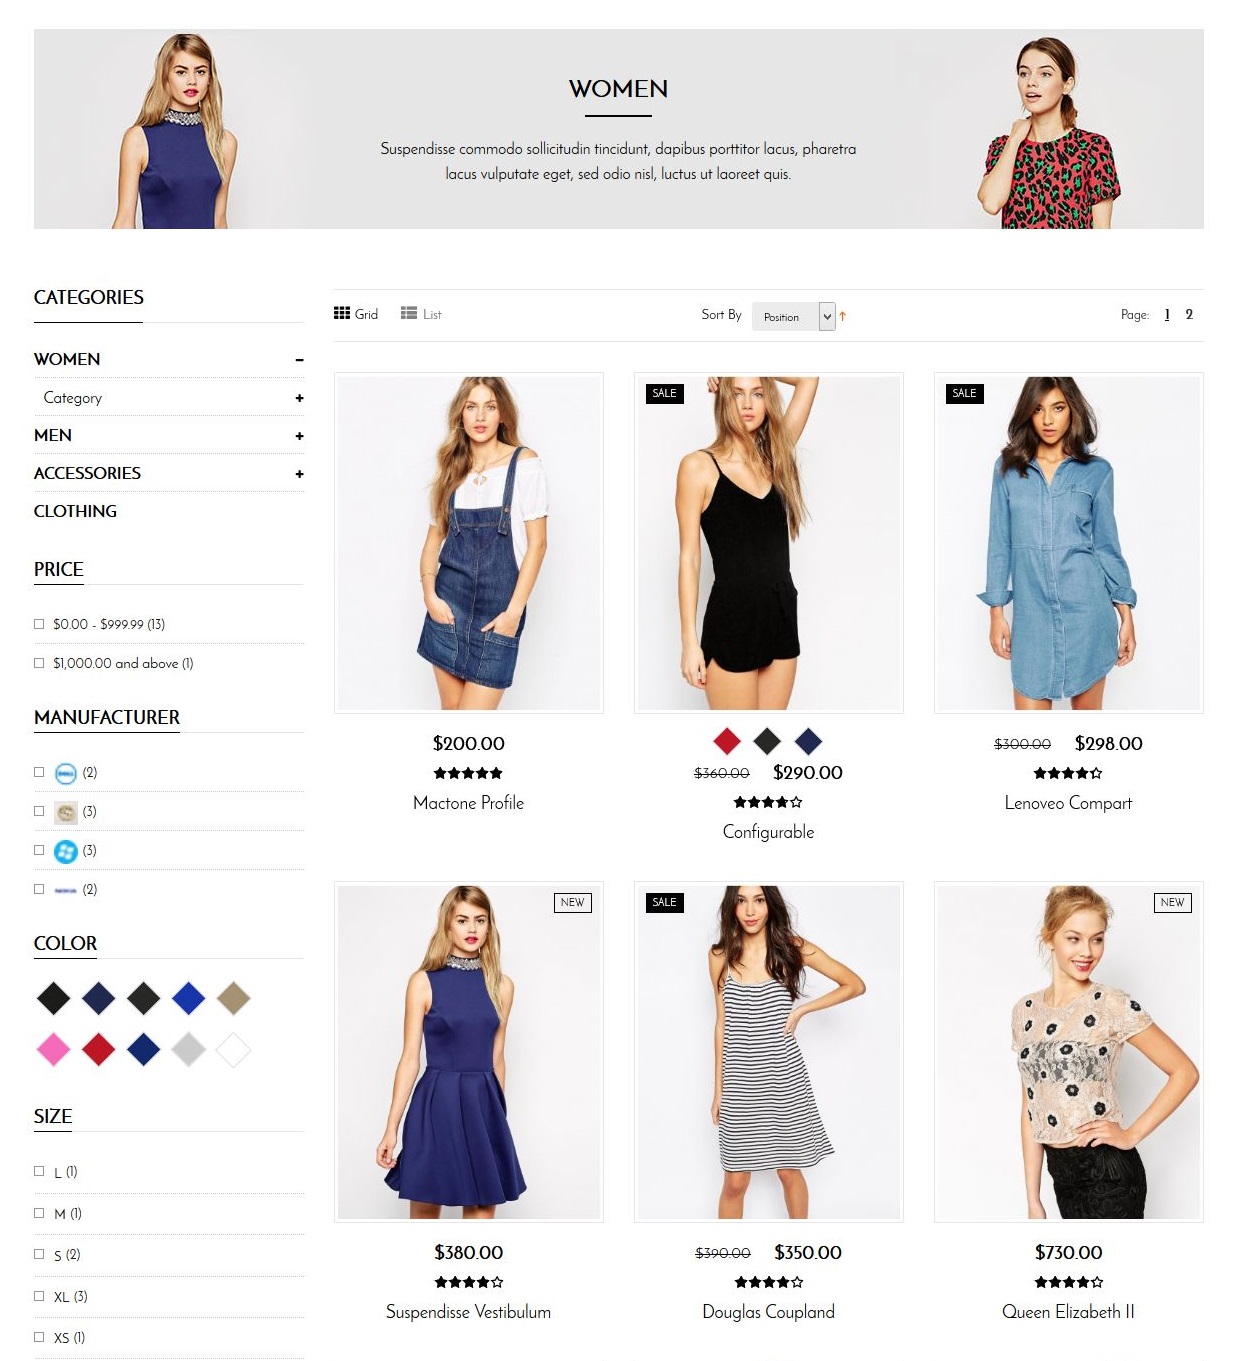 WOMEN
Suspendisse commodo sollicitudin tincidunt, dapibus porttitor lacus, pharetra
lacus vulputate eget, sed odio nisl, luctus ut laoreet quis.
CATEGORIES
WOMEN −
Category +
MEN +
ACCESSORIES +
CLOTHING
PRICE
$0.00 - $999.99 (13)
$1,000.00 and above (1)
MANUFACTURER
DELL (2)
(3)
(3)
(2)
COLOR
SIZE
L (1)
M (1)
S (2)
XL (3)
XS (1)
Grid List Sort By Position Page: 1 2
SALE
SALE
$200.00
Mactone Profile
$360.00 $290.00
Configurable
$300.00 $298.00
Lenoveo Compart
NEW
SALE
NEW
$380.00
Suspendisse Vestibulum
$390.00 $350.00
Douglas Coupland
$730.00
Queen Elizabeth II